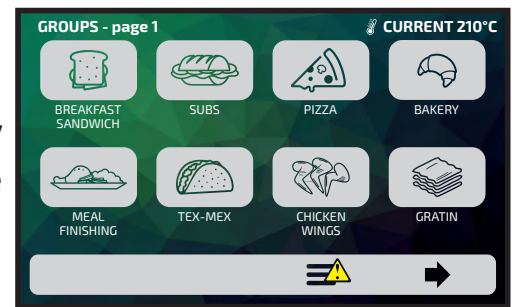 GROUPS - page 1
CURRENT 210°C
BREAKFAST
SANDWICH
SUBS
PIZZA
BAKERY
MEAL
FINISHING
TEX-MEX
CHICKEN
WINGS
GRATIN